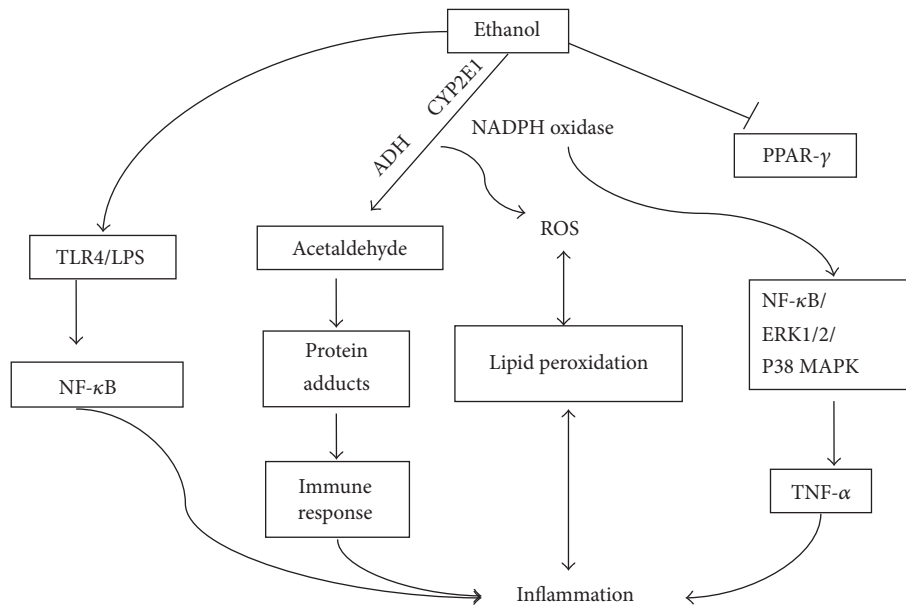 Ethanol
CYP2E1
ADH
NADPH oxidase
PPAR-γ
ROS
TLR4/LPS
Acetaldehyde
NF-κB/
ERK1/2/
P38 MAPK
Protein
adducts
Lipid peroxidation
NF-κB
Immune
response
TNF-α
Inflammation